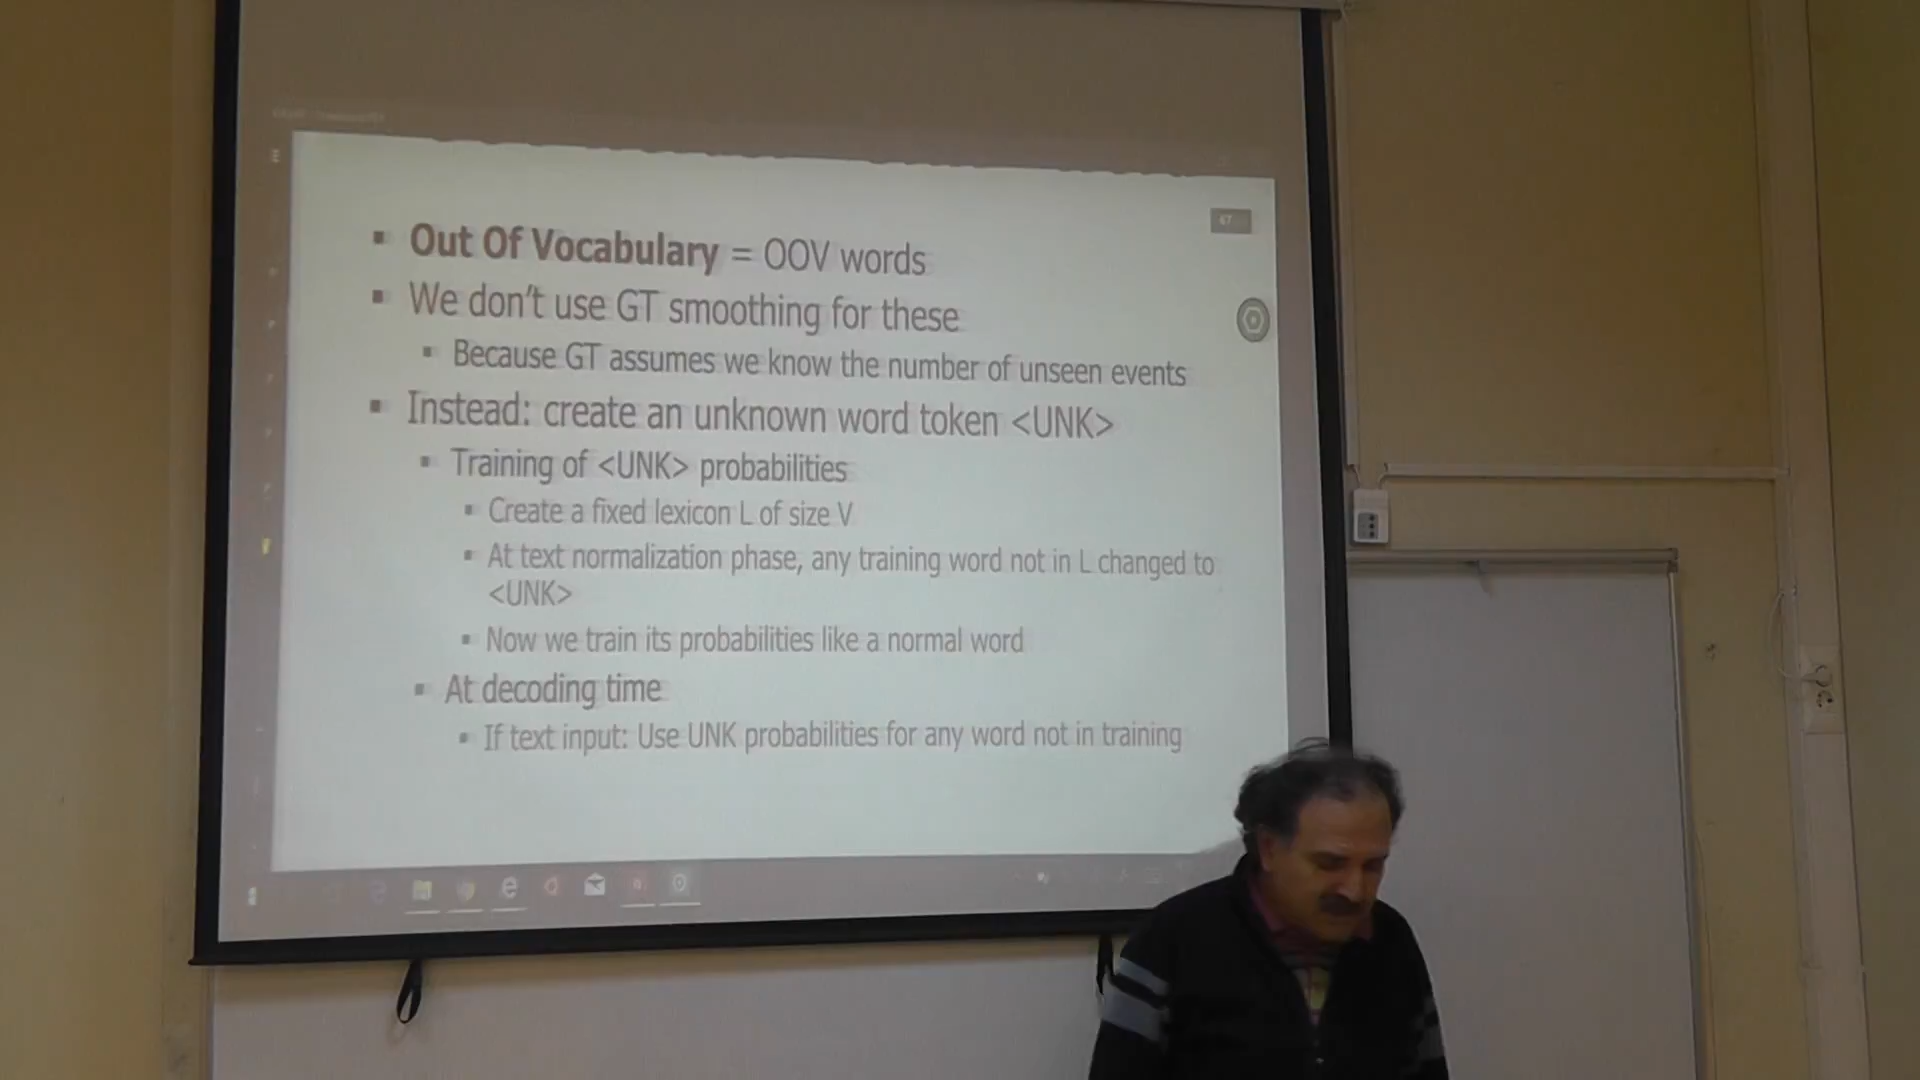 67
Out Of Vocabulary = OOV words
We don't use GT smoothing for these
Because GT assumes we know the number of unseen events
Instead: create an unknown word token <UNK>
Training of <UNK> probabilities
Create a fixed lexicon L of size V
At text normalization phase, any training word not in L changed to
<UNK>
Now we train its probabilities like a normal word
At decoding time
If text input: Use UNK probabilities for any word not in training